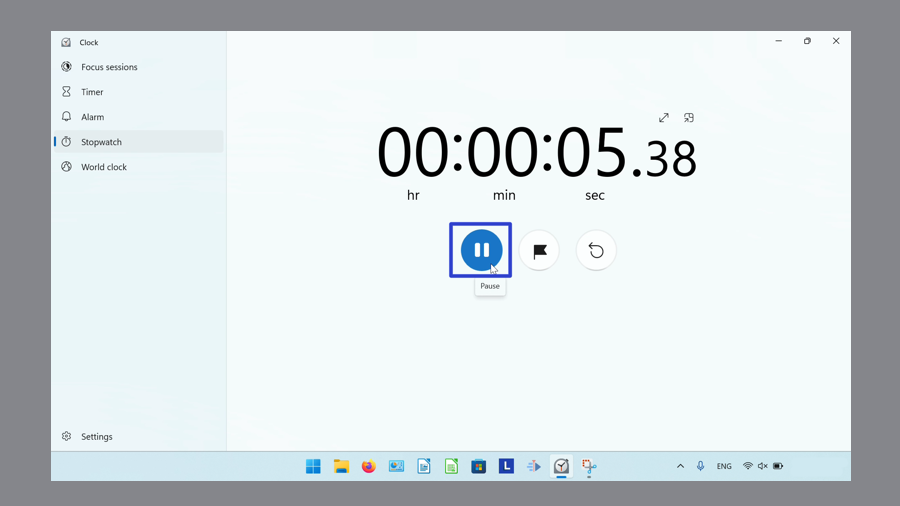 Clock
Focus sessions
Timer
Alarm
Stopwatch
World clock
00:00:05.38
hr min sec
Pause
Settings
L
ENG